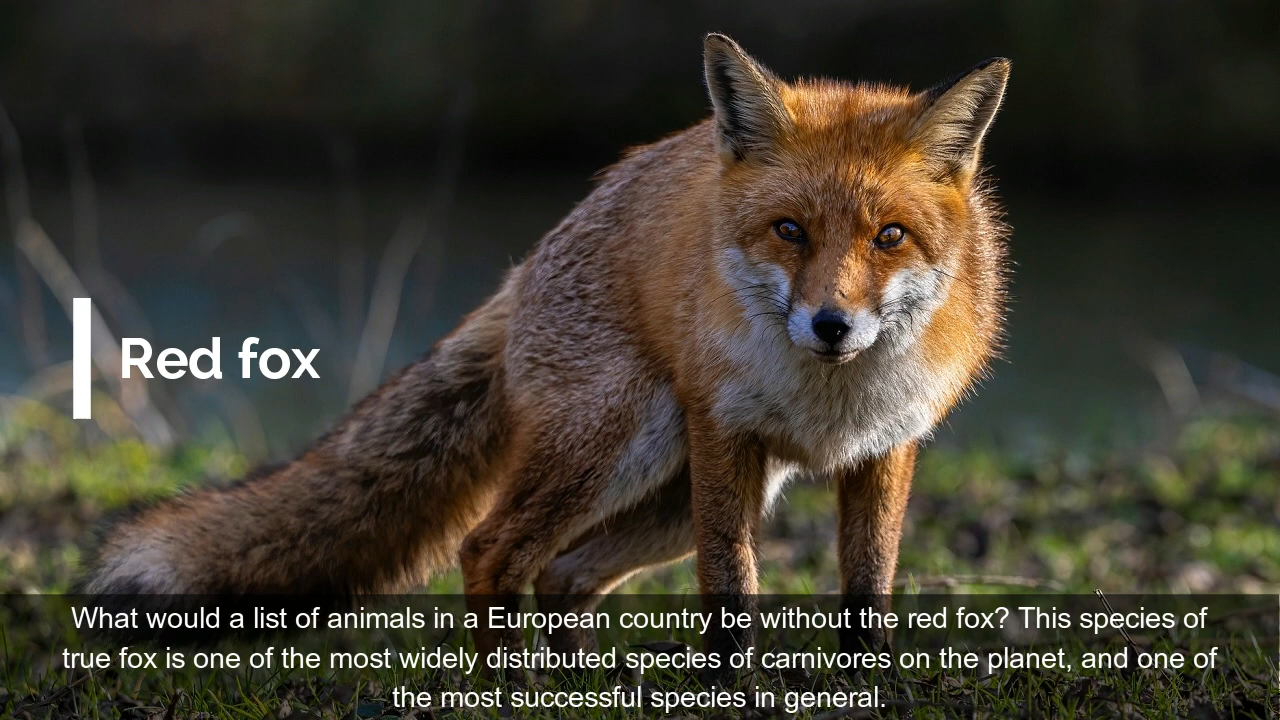 Red fox
What would a list of animals in a European country be without the red fox? This species of
true fox is one of the most widely distributed species of carnivores on the planet, and one of
the most successful species in general.